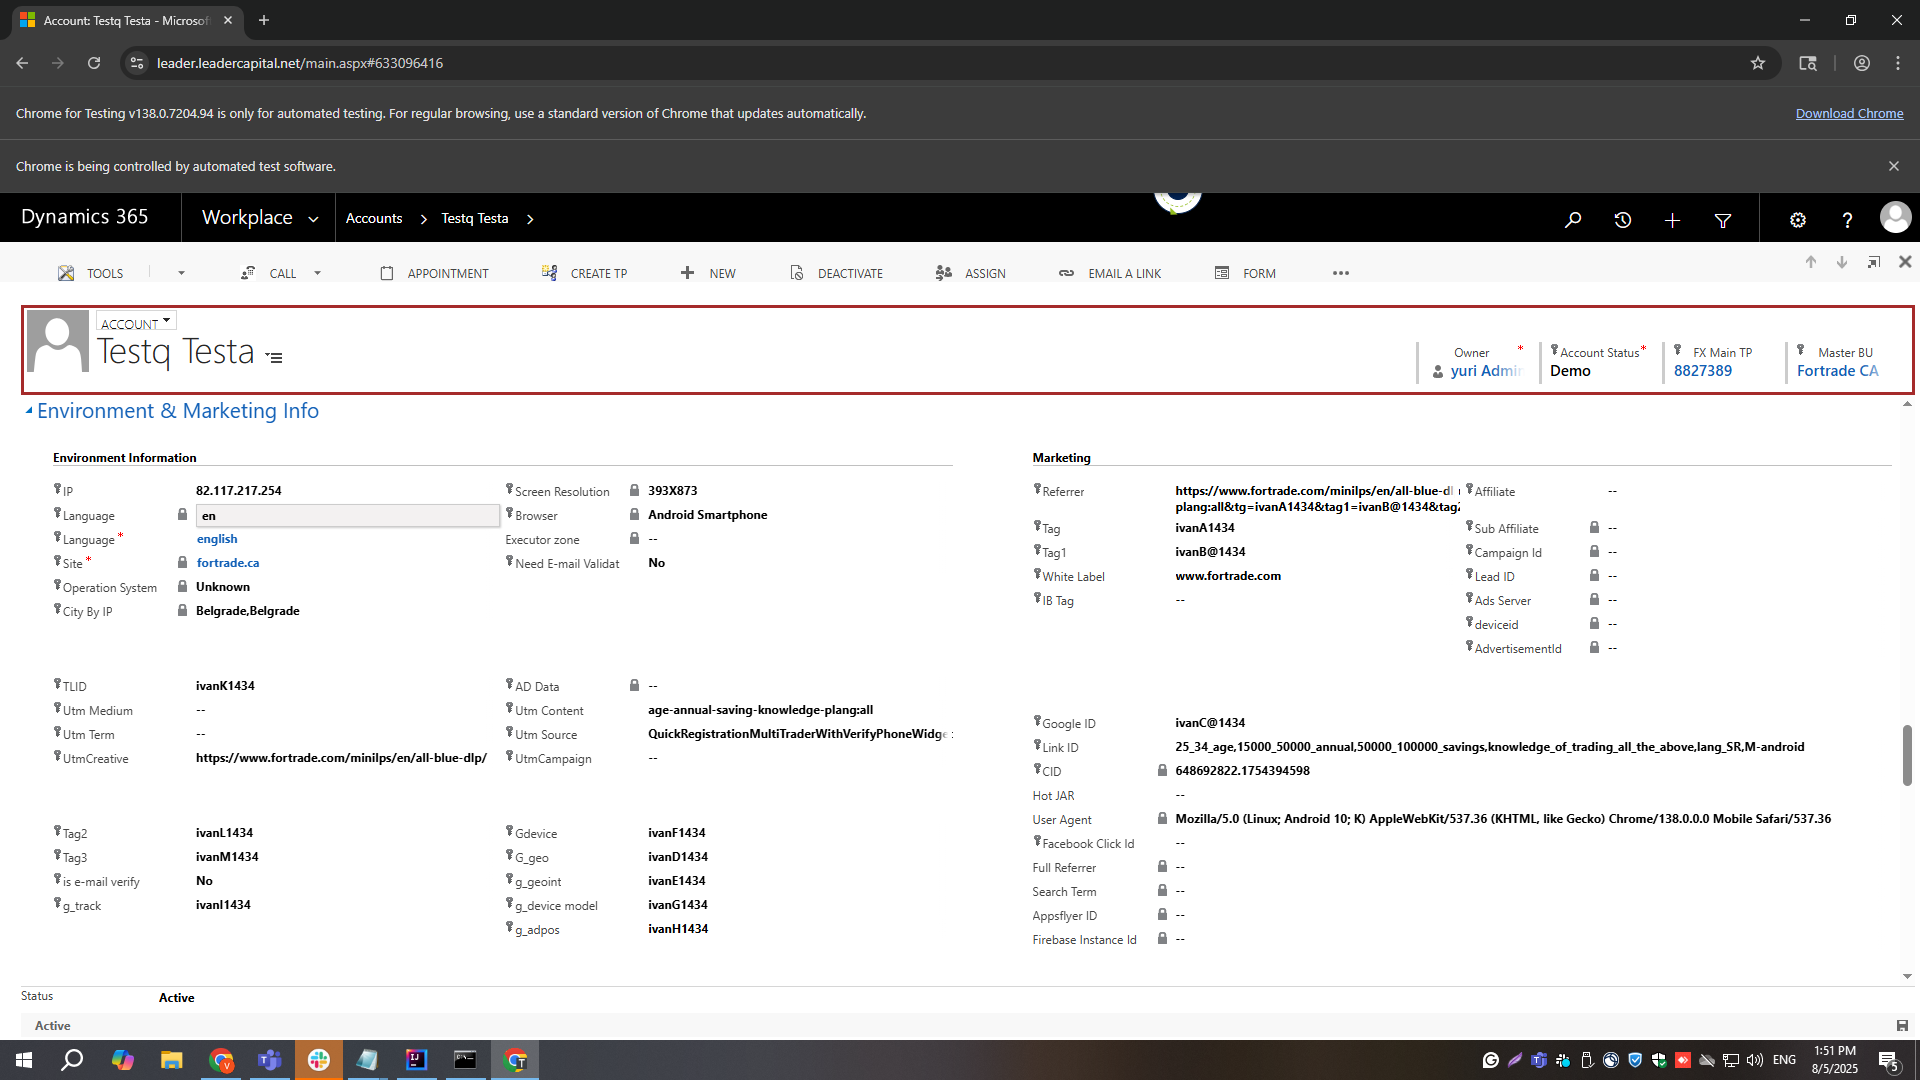 Account: Testq Testa - Microsof
leader.leadercapital.net/main.aspx#633096416
Chrome for Testing v138.0.7204.94 is only for automated testing. For regular browsing, use a standard version of Chrome that updates automatically.
Download Chrome
Chrome is being controlled by automated test software.
Dynamics 365
Workplace
Accounts
Testq Testa
TOOLS
CALL
APPOINTMENT
CREATE TP
NEW
DEACTIVATE
ASSIGN
EMAIL A LINK
FORM
ACCOUNT
Testq Testa
Owner *
yuri Admin
Account Status *
Demo
FX Main TP
8827389
Master BU
Fortrade CA
Environment & Marketing Info
Environment Information
IP 82.117.217.254
Language en
Language * english
Site * fortrade.ca
Operation System Unknown
City By IP Belgrade,Belgrade
Screen Resolution 393X873
Browser Android Smartphone
Executor zone --
Need E-mail Validat No
TLID ivanK1434
Utm Medium --
Utm Term --
UtmCreative https://www.fortrade.com/minilps/en/all-blue-dlp/
AD Data --
Utm Content age-annual-saving-knowledge-plang:all
Utm Source QuickRegistrationMultiTraderWithVerifyPhoneWidge
UtmCampaign --
Tag2 ivanL1434
Tag3 ivanM1434
is e-mail verify No
g_track ivanI1434
Gdevice ivanF1434
G_geo ivanD1434
g_geoint ivanE1434
g_device model ivanG1434
g_adpos ivanH1434
Marketing
Referrer https://www.fortrade.com/minilps/en/all-blue-dl
plang:all&tg=ivanA1434&tag1=ivanB@1434&tag2
Tag ivanA1434
Tag1 ivanB@1434
White Label www.fortrade.com
IB Tag --
Affiliate --
Sub Affiliate --
Campaign Id --
Lead ID --
Ads Server --
deviceid --
AdvertisementId --
Google ID ivanC@1434
Link ID 25_34_age,15000_50000_annual,50000_100000_savings,knowledge_of_trading_all_the_above,lang_SR,M-android
CID 648692822.1754394598
Hot JAR --
User Agent Mozilla/5.0 (Linux; Android 10; K) AppleWebKit/537.36 (KHTML, like Gecko) Chrome/138.0.0.0 Mobile Safari/537.36
Facebook Click Id --
Full Referrer --
Search Term --
Appsflyer ID --
Firebase Instance Id --
Status Active
Active
ENG
1:51 PM
8/5/2025
5